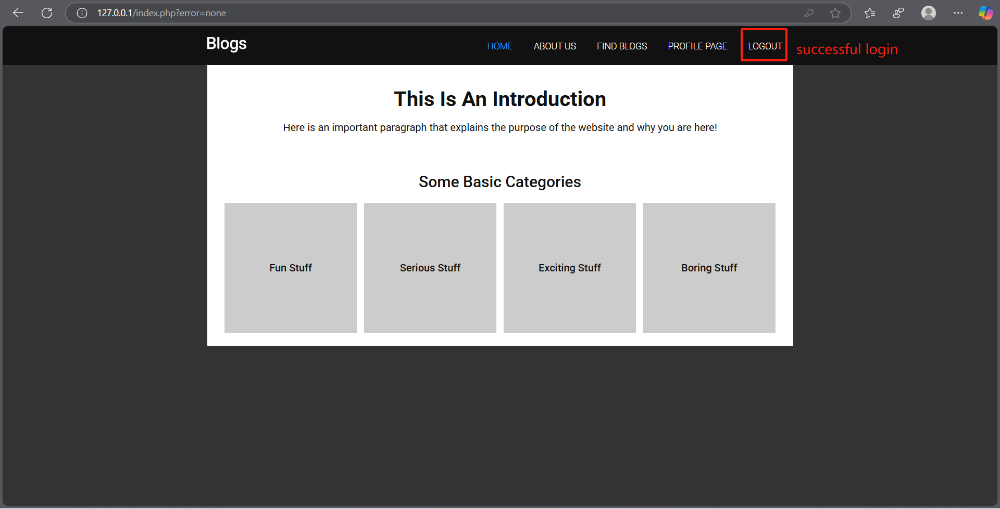 127.0.0.1/index.php?error=none
Blogs
HOME ABOUT US FIND BLOGS PROFILE PAGE LOGOUT successful login
This Is An Introduction
Here is an important paragraph that explains the purpose of the website and why you are here!
Some Basic Categories
Fun Stuff
Serious Stuff
Exciting Stuff
Boring Stuff